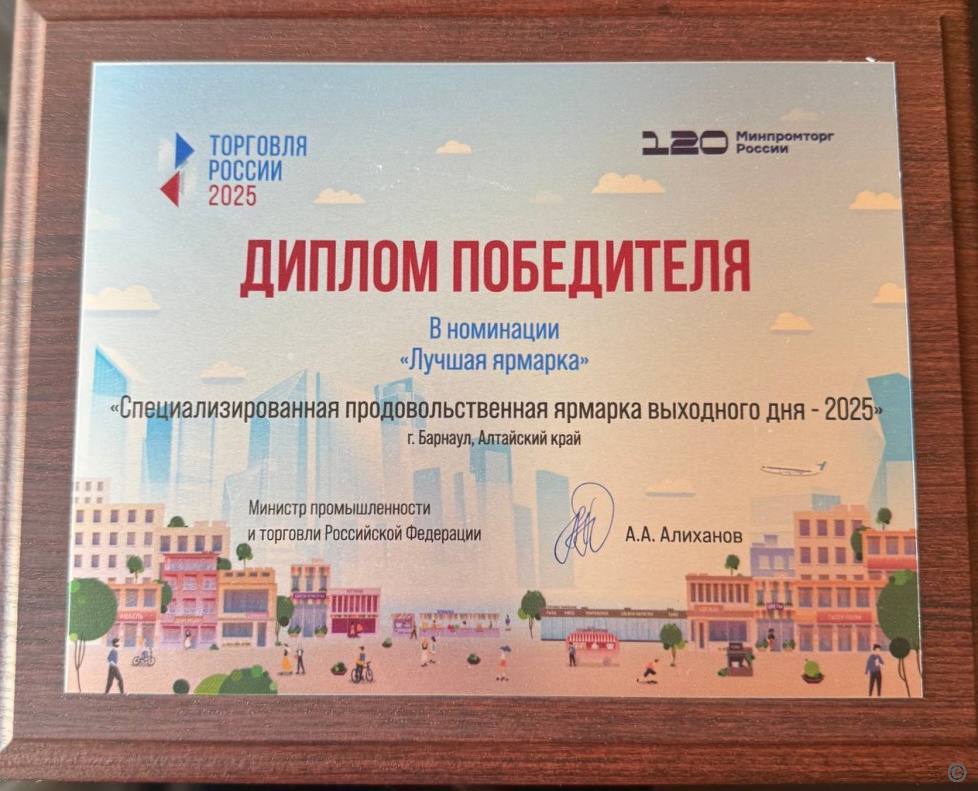 ТОРГОВЛЯ
РОССИИ
2025
120 Минпромторг
России
ДИПЛОМ ПОБЕДИТЕЛЯ
В номинации
«Лучшая ярмарка»
«Специализированная продовольственная ярмарка выходного дня - 2025»
г. Барнаул, Алтайский край
Министр промышленности
и торговли Российской Федерации
А.А. Алиханов
©